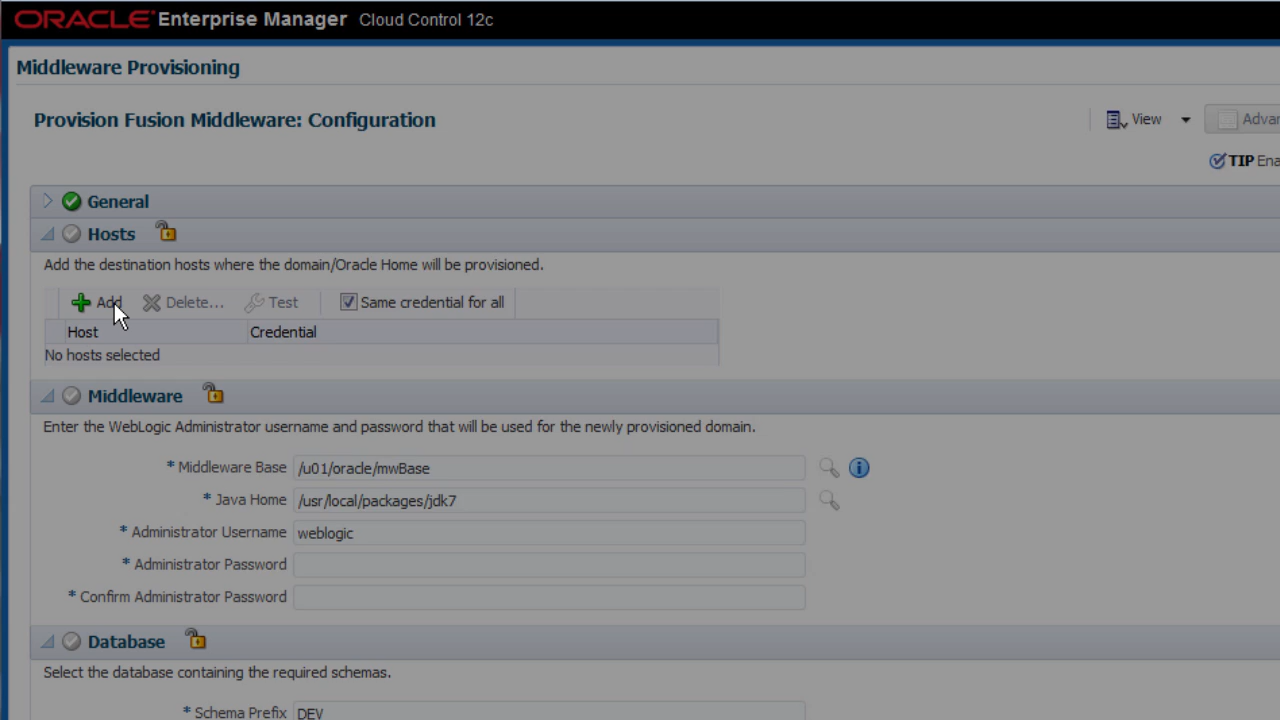 ORACLE Enterprise Manager Cloud Control 12c
Middleware Provisioning
Provision Fusion Middleware: Configuration
View
TIP
General
Hosts
Add the destination hosts where the domain/Oracle Home will be provisioned.
Add Delete... Test Same credential for all
Host Credential
No hosts selected
Middleware
Enter the WebLogic Administrator username and password that will be used for the newly provisioned domain.
* Middleware Base /u01/oracle/mwBase
* Java Home /usr/local/packages/jdk7
* Administrator Username weblogic
* Administrator Password
* Confirm Administrator Password
Database
Select the database containing the required schemas.
* Schema Prefix DEV